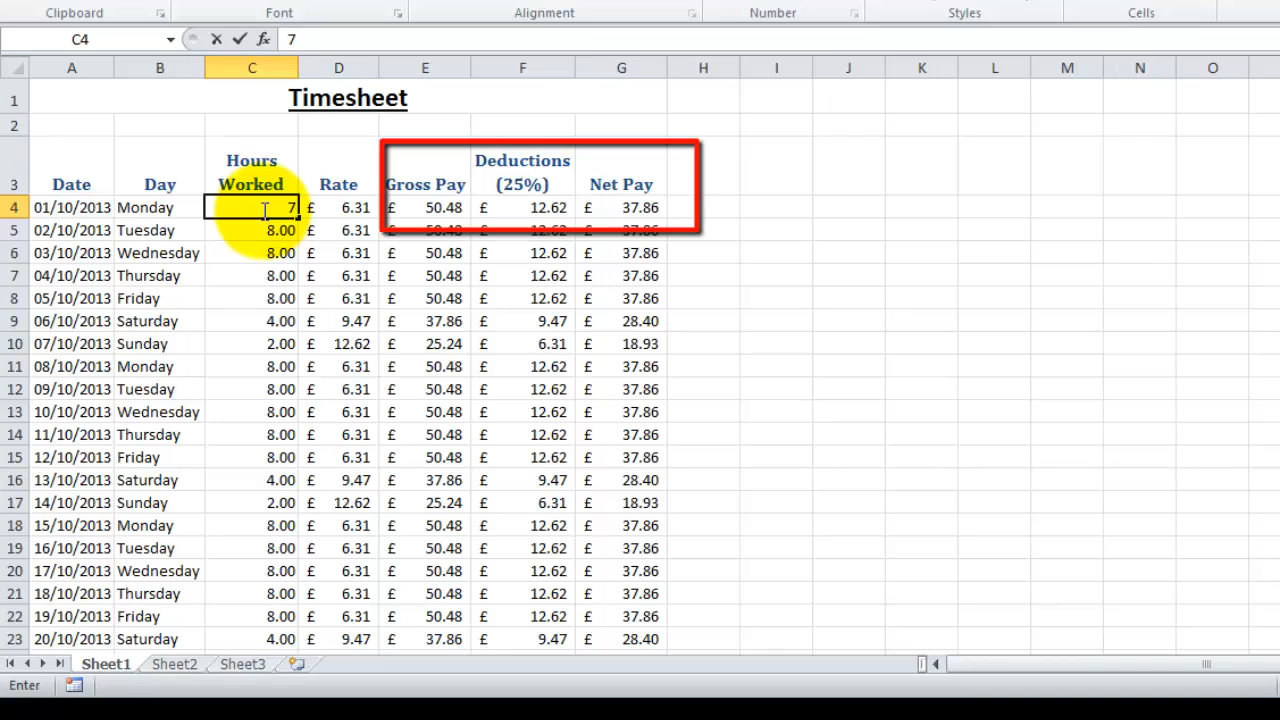 Clipboard Font Alignment Number Styles Cells
C4 fx 7
A B C D E F G H I J K L M N O
1 Timesheet
2
3 Date Day Hours Worked Rate Gross Pay Deductions (25%) Net Pay
4 01/10/2013 Monday 7 £ 6.31 £ 50.48 £ 12.62 £ 37.86
5 02/10/2013 Tuesday 8.00 £ 6.31 £ 50.48 £ 12.62 £ 37.86
6 03/10/2013 Wednesday 8.00 £ 6.31 £ 50.48 £ 12.62 £ 37.86
7 04/10/2013 Thursday 8.00 £ 6.31 £ 50.48 £ 12.62 £ 37.86
8 05/10/2013 Friday 8.00 £ 6.31 £ 50.48 £ 12.62 £ 37.86
9 06/10/2013 Saturday 4.00 £ 9.47 £ 37.86 £ 9.47 £ 28.40
10 07/10/2013 Sunday 2.00 £ 12.62 £ 25.24 £ 6.31 £ 18.93
11 08/10/2013 Monday 8.00 £ 6.31 £ 50.48 £ 12.62 £ 37.86
12 09/10/2013 Tuesday 8.00 £ 6.31 £ 50.48 £ 12.62 £ 37.86
13 10/10/2013 Wednesday 8.00 £ 6.31 £ 50.48 £ 12.62 £ 37.86
14 11/10/2013 Thursday 8.00 £ 6.31 £ 50.48 £ 12.62 £ 37.86
15 12/10/2013 Friday 8.00 £ 6.31 £ 50.48 £ 12.62 £ 37.86
16 13/10/2013 Saturday 4.00 £ 9.47 £ 37.86 £ 9.47 £ 28.40
17 14/10/2013 Sunday 2.00 £ 12.62 £ 25.24 £ 6.31 £ 18.93
18 15/10/2013 Monday 8.00 £ 6.31 £ 50.48 £ 12.62 £ 37.86
19 16/10/2013 Tuesday 8.00 £ 6.31 £ 50.48 £ 12.62 £ 37.86
20 17/10/2013 Wednesday 8.00 £ 6.31 £ 50.48 £ 12.62 £ 37.86
21 18/10/2013 Thursday 8.00 £ 6.31 £ 50.48 £ 12.62 £ 37.86
22 19/10/2013 Friday 8.00 £ 6.31 £ 50.48 £ 12.62 £ 37.86
23 20/10/2013 Saturday 4.00 £ 9.47 £ 37.86 £ 9.47 £ 28.40
Sheet1 Sheet2 Sheet3
Enter